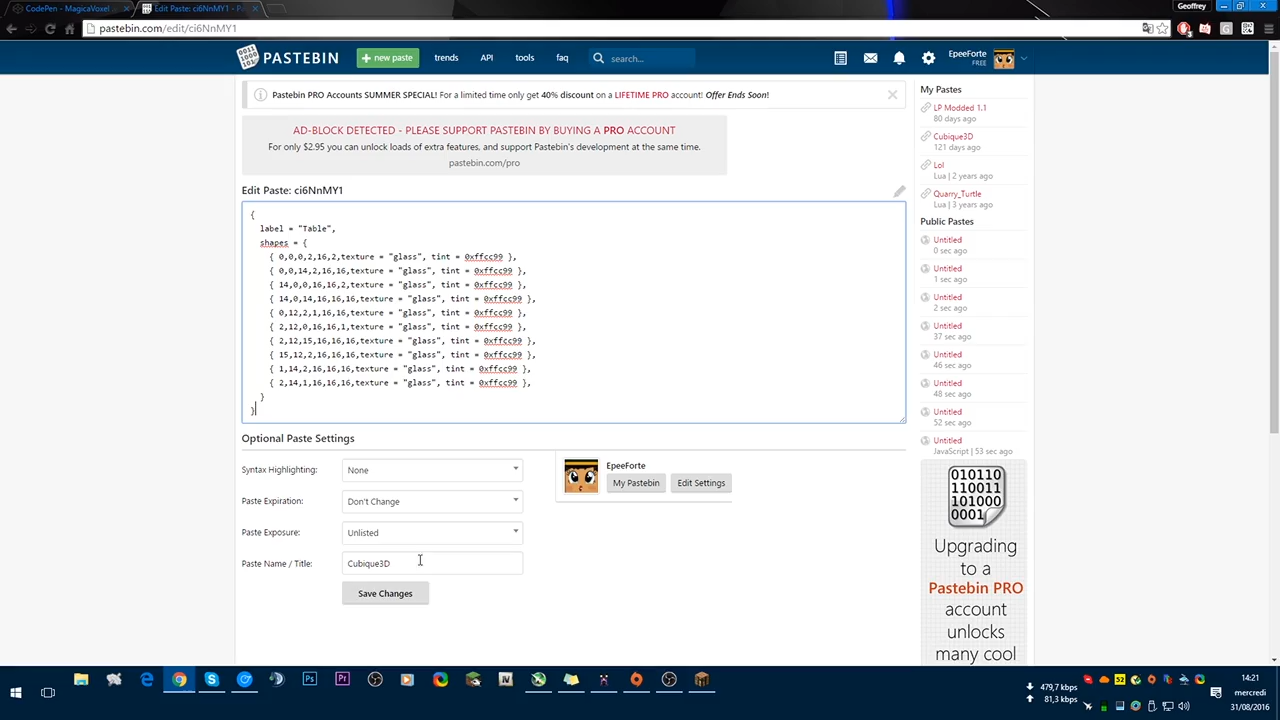 CodePen - MagicaVoxel
Edit Paste: ci6NnMY1 - P
Geoffrey
pastebin.com/edit/ci6NnMY1
PASTEBIN
+ new paste
trends
API
tools
faq
search...
EpeeForte
FREE
Pastebin PRO Accounts SUMMER SPECIAL! For a limited time only get 40% discount on a LIFETIME PRO account! Offer Ends Soon!
AD-BLOCK DETECTED - PLEASE SUPPORT PASTEBIN BY BUYING A PRO ACCOUNT
For only $2.95 you can unlock loads of extra features, and support Pastebin's development at the same time.
pastebin.com/pro
Edit Paste: ci6NnMY1
{
label = "Table",
shapes = {
{ 0,0,0,2,16,2,texture = "glass", tint = 0xffcc99 },
{ 0,0,14,2,16,16,texture = "glass", tint = 0xffcc99 },
{ 14,0,0,16,16,2,texture = "glass", tint = 0xffcc99 },
{ 14,0,14,16,16,16,texture = "glass", tint = 0xffcc99 },
{ 0,12,2,1,16,16,texture = "glass", tint = 0xffcc99 },
{ 2,12,0,16,16,1,texture = "glass", tint = 0xffcc99 },
{ 2,12,15,16,16,16,texture = "glass", tint = 0xffcc99 },
{ 15,12,2,16,16,16,texture = "glass", tint = 0xffcc99 },
{ 1,14,2,16,16,16,texture = "glass", tint = 0xffcc99 },
{ 2,14,1,16,16,16,texture = "glass", tint = 0xffcc99 },
}
}
Optional Paste Settings
Syntax Highlighting: None
Paste Expiration: Don't Change
Paste Exposure: Unlisted
Paste Name / Title: Cubique3D
Save Changes
EpeeForte
My Pastebin
Edit Settings
My Pastes
LP Modded 1.1
80 days ago
Cubique3D
121 days ago
Lol
Lua | 2 years ago
Quarry_Turtle
Lua | 3 years ago
Public Pastes
Untitled
0 sec ago
Untitled
1 sec ago
Untitled
2 sec ago
Untitled
37 sec ago
Untitled
46 sec ago
Untitled
48 sec ago
Untitled
52 sec ago
Untitled
JavaScript | 53 sec ago
010110
110011
101000
0001
Upgrading
to a
Pastebin PRO
account
unlocks
many cool
479,7 kbps
81,3 kbps
52
14:21
mercredi
31/08/2016